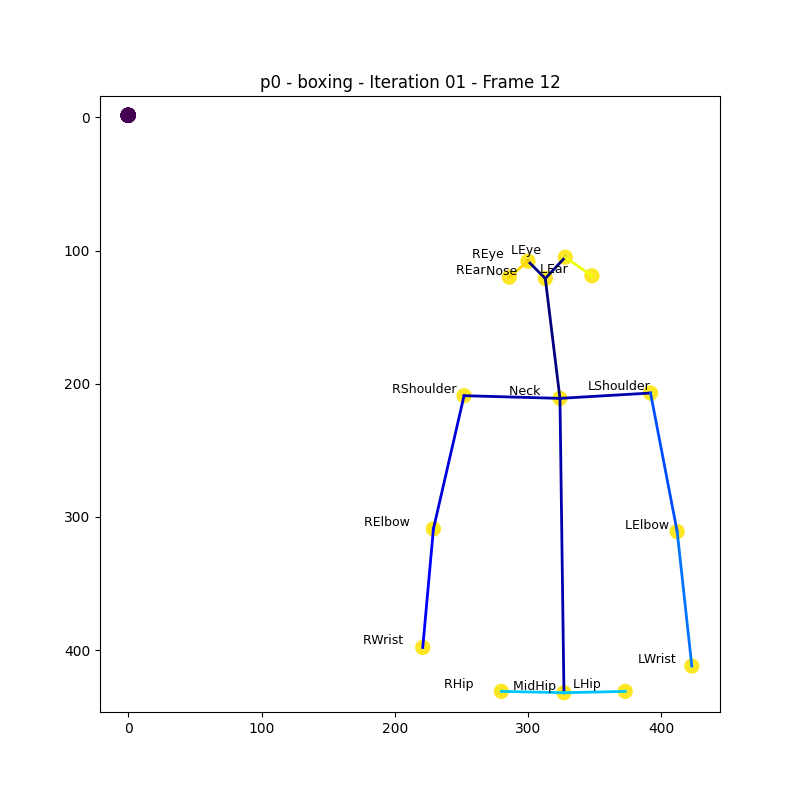 p0 - boxing - Iteration 01 - Frame 12
0
100
200
300
400
REye LEye
REar Nose LEar
RShoulder Neck LShoulder
RElbow LElbow
RWrist LWrist
RHip MidHip LHip
0 100 200 300 400